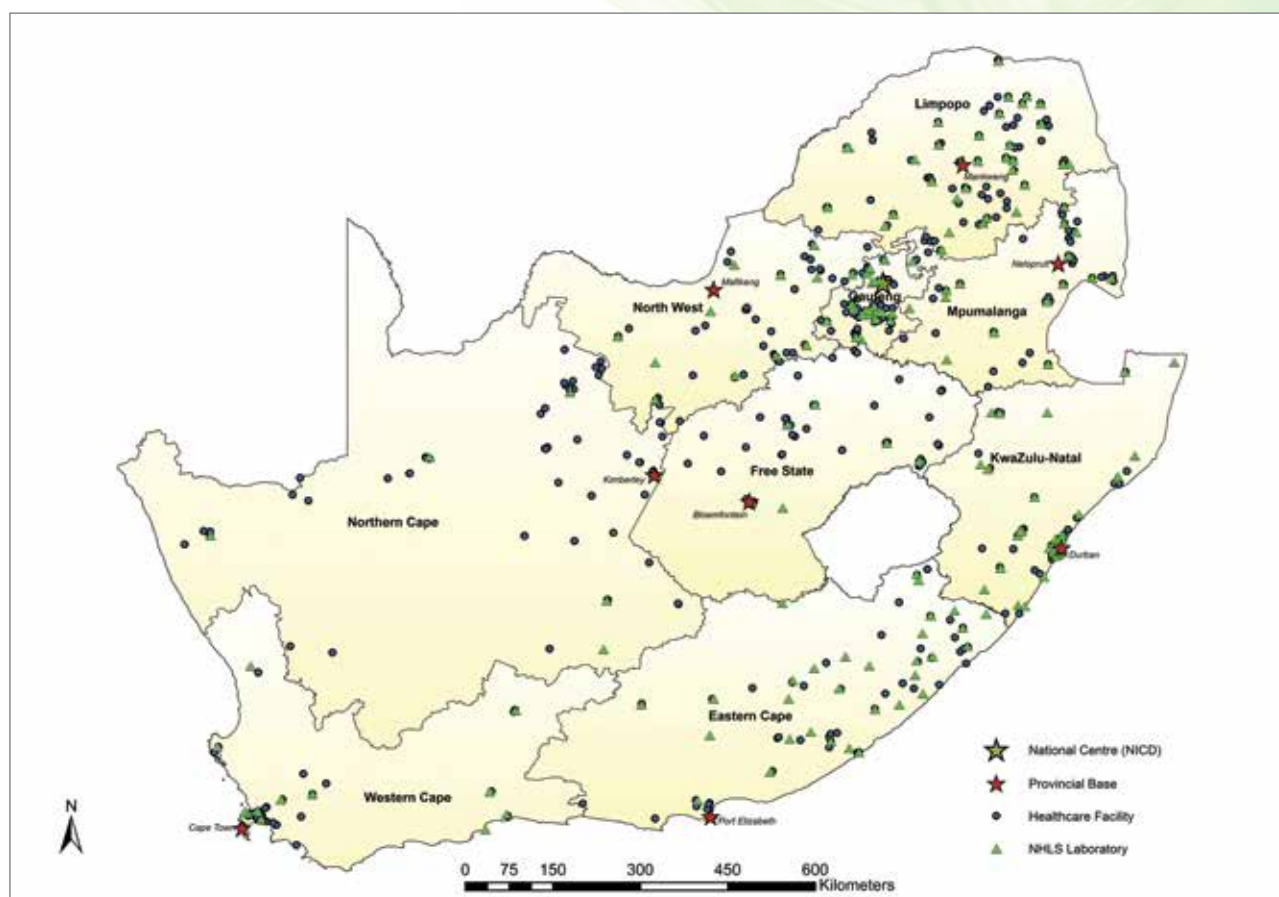 Limpopo
Mankweng
Nelspruit
Mafikeng
Gauteng
North West
Mpumalanga
KwaZulu-Natal
Free State
Kimberley
Bloemfontein
Northern Cape
Durban
Eastern Cape
National Centre (NICD)
Provincial Base
Western Cape
Healthcare Facility
Port Elizabeth
Cape Town
NHLS Laboratory
N
0 75 150 300 450 600
Kilometers